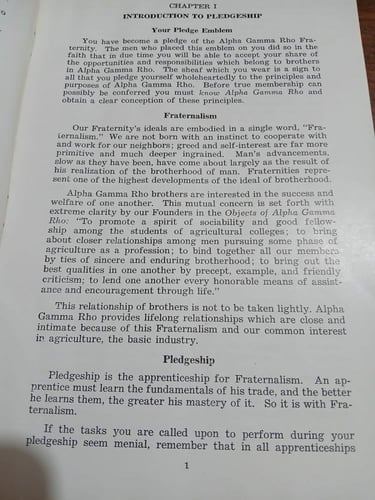 CHAPTER I
INTRODUCTION TO PLEDGESHIP
Your Pledge Emblem
You have become a pledge of the Alpha Gamma Rho Fra-
ternity. The men who placed this emblem on you did so in the
faith that in due time you will be able to accept your share of
the opportunities and responsibilities which belong to brothers
in Alpha Gamma Rho. The sheaf which you wear is a sign to
all that you pledge yourself wholeheartedly to the principles and
purposes of Alpha Gamma Rho. Before true membership can
possibly be conferred you must know Alpha Gamma Rho and
obtain a clear conception of these principles.
Fraternalism
Our Fraternity's ideals are embodied in a single word, "Fra-
ternalism." We are not born with an instinct to cooperate with
and work for our neighbors; greed and self-interest are far more
primitive and much deeper ingrained. Man's advancements,
slow as they have been, have come about largely as the result of
his realization of the brotherhood of man. Fraternities repre-
sent one of the highest developments of the ideal of brotherhood.
Alpha Gamma Rho brothers are interested in the success and
welfare of one another. This mutual concern is set forth with
extreme clarity by our Founders in the Objects of Alpha Gamma
Rho: "To promote a spirit of sociability and good fellow-
ship among the students of agricultural colleges; to bring
about closer relationships among men pursuing some phase of
agriculture as a profession; to bind together all our members
by ties of sincere and enduring brotherhood; to bring out the
best qualities in one another by precept, example, and friendly
criticism; to lend one another every honorable means of assist-
ance and encouragement through life."
This relationship of brothers is not to be taken lightly. Alpha
Gamma Rho provides lifelong relationships which are close and
intimate because of this Fraternalism and our common interest
in agriculture, the basic industry.
Pledgeship
Pledgeship is the apprenticeship for Fraternalism. An ap-
prentice must learn the fundamentals of his trade, and the better
he learns them, the greater his mastery of it. So it is with Fra-
ternalism.
If the tasks you are called upon to perform during your
pledgeship seem menial, remember that in all apprenticeships
1